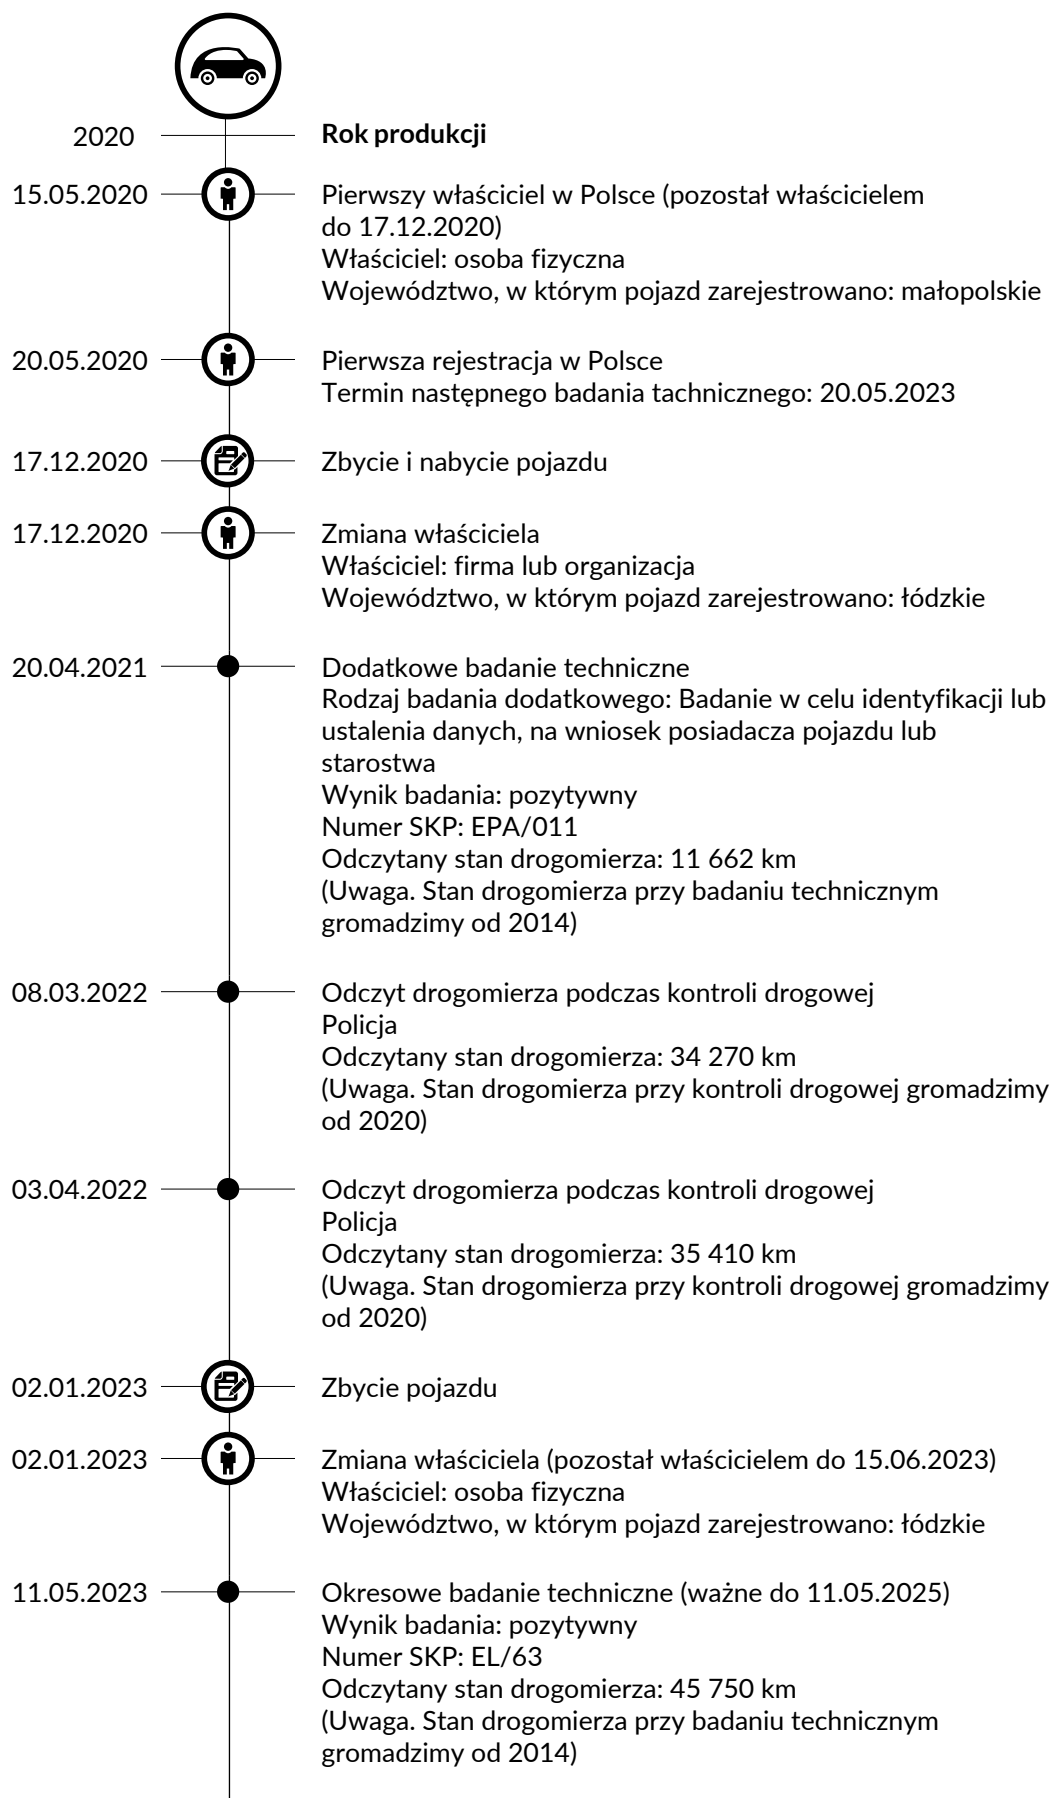 2020 Rok produkcji
15.05.2020 Pierwszy właściciel w Polsce (pozostał właścicielem
do 17.12.2020)
Właściciel: osoba fizyczna
Województwo, w którym pojazd zarejestrowano: małopolskie
20.05.2020 Pierwsza rejestracja w Polsce
Termin następnego badania tachnicznego: 20.05.2023
17.12.2020 Zbycie i nabycie pojazdu
17.12.2020 Zmiana właściciela
Właściciel: firma lub organizacja
Województwo, w którym pojazd zarejestrowano: łódzkie
20.04.2021 Dodatkowe badanie techniczne
Rodzaj badania dodatkowego: Badanie w celu identyfikacji lub
ustalenia danych, na wniosek posiadacza pojazdu lub
starostwa
Wynik badania: pozytywny
Numer SKP: EPA/011
Odczytany stan drogomierza: 11 662 km
(Uwaga. Stan drogomierza przy badaniu technicznym
gromadzimy od 2014)
08.03.2022 Odczyt drogomierza podczas kontroli drogowej
Policja
Odczytany stan drogomierza: 34 270 km
(Uwaga. Stan drogomierza przy kontroli drogowej gromadzimy
od 2020)
03.04.2022 Odczyt drogomierza podczas kontroli drogowej
Policja
Odczytany stan drogomierza: 35 410 km
(Uwaga. Stan drogomierza przy kontroli drogowej gromadzimy
od 2020)
02.01.2023 Zbycie pojazdu
02.01.2023 Zmiana właściciela (pozostał właścicielem do 15.06.2023)
Właściciel: osoba fizyczna
Województwo, w którym pojazd zarejestrowano: łódzkie
11.05.2023 Okresowe badanie techniczne (ważne do 11.05.2025)
Wynik badania: pozytywny
Numer SKP: EL/63
Odczytany stan drogomierza: 45 750 km
(Uwaga. Stan drogomierza przy badaniu technicznym
gromadzimy od 2014)